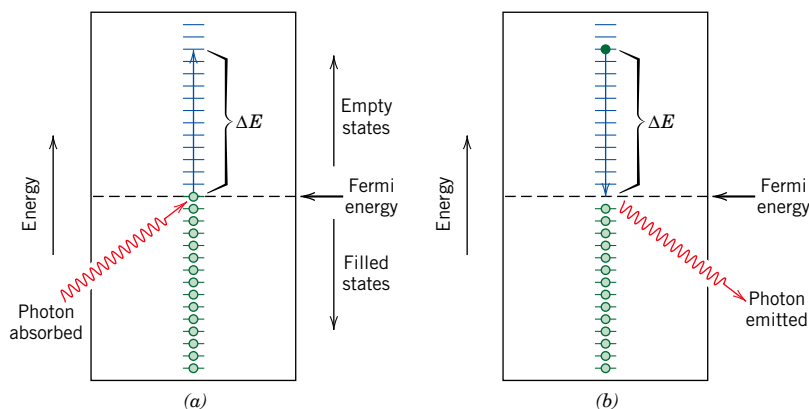 Energy
ΔE
Empty
states
Fermi
energy
Filled
states
Photon
absorbed
(a)
Energy
ΔE
Fermi
energy
Photon
emitted
(b)